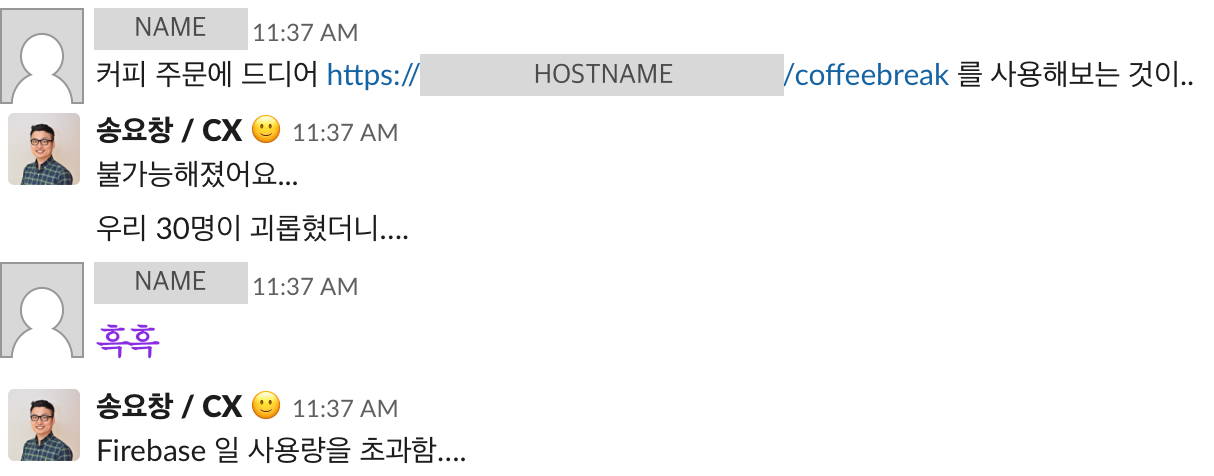 NAME 11:37 AM
커피 주문에 드디어 https://HOSTNAME/coffeebreak 를 사용해보는 것이..
송요창 / CX 🙂 11:37 AM
불가능해졌어요...
우리 30명이 괴롭혔더니....
NAME 11:37 AM
흑흑
송요창 / CX 🙂 11:37 AM
Firebase 일 사용량을 초과함....